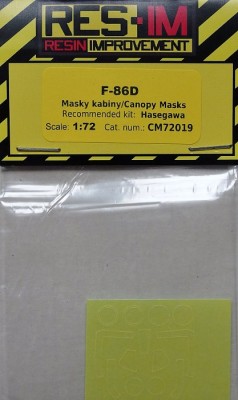 RES-IM
RESIN IMPROVEMENT
F-86D
Masky kabiny/Canopy Masks
Recommended kit: Hasegawa
Scale: 1:72 Cat. num.: CM72019